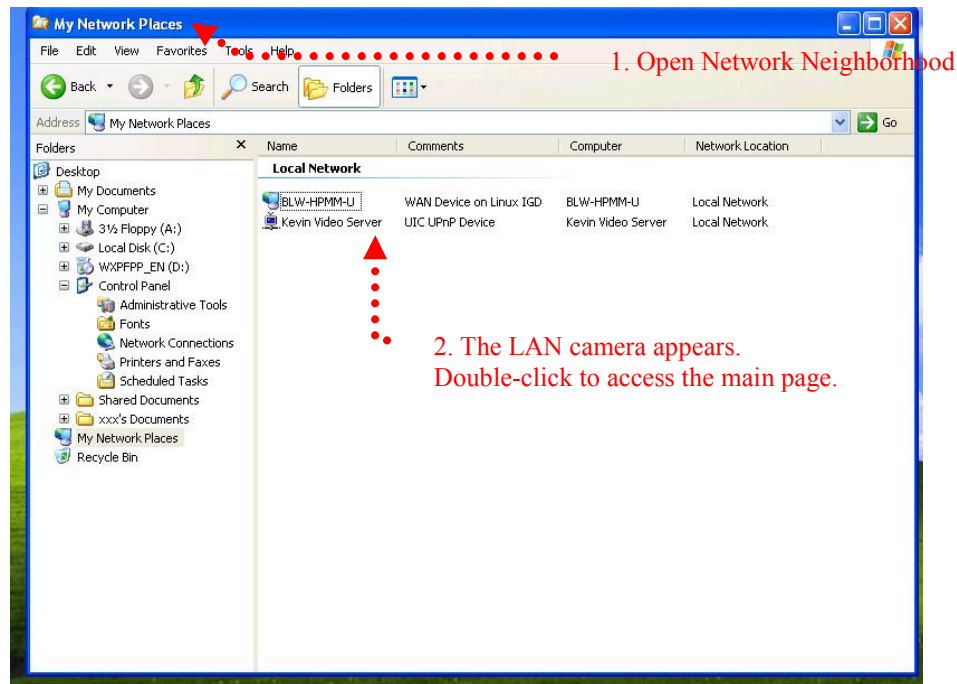 My Network Places
File Edit View Favorites Tools Help
1. Open Network Neighborhood
Back Search Folders
Address My Network Places Go
Folders X Name Comments Computer Network Location
Desktop
My Documents
My Computer
3½ Floppy (A:)
Local Disk (C:)
WXPFPP_EN (D:)
Control Panel
Administrative Tools
Fonts
Network Connections
Printers and Faxes
Scheduled Tasks
Shared Documents
xxx's Documents
My Network Places
Recycle Bin
Local Network
BLW-HPMM-U WAN Device on Linux IGD BLW-HPMM-U Local Network
Kevin Video Server UIC UPnP Device Kevin Video Server Local Network
2. The LAN camera appears.
Double-click to access the main page.